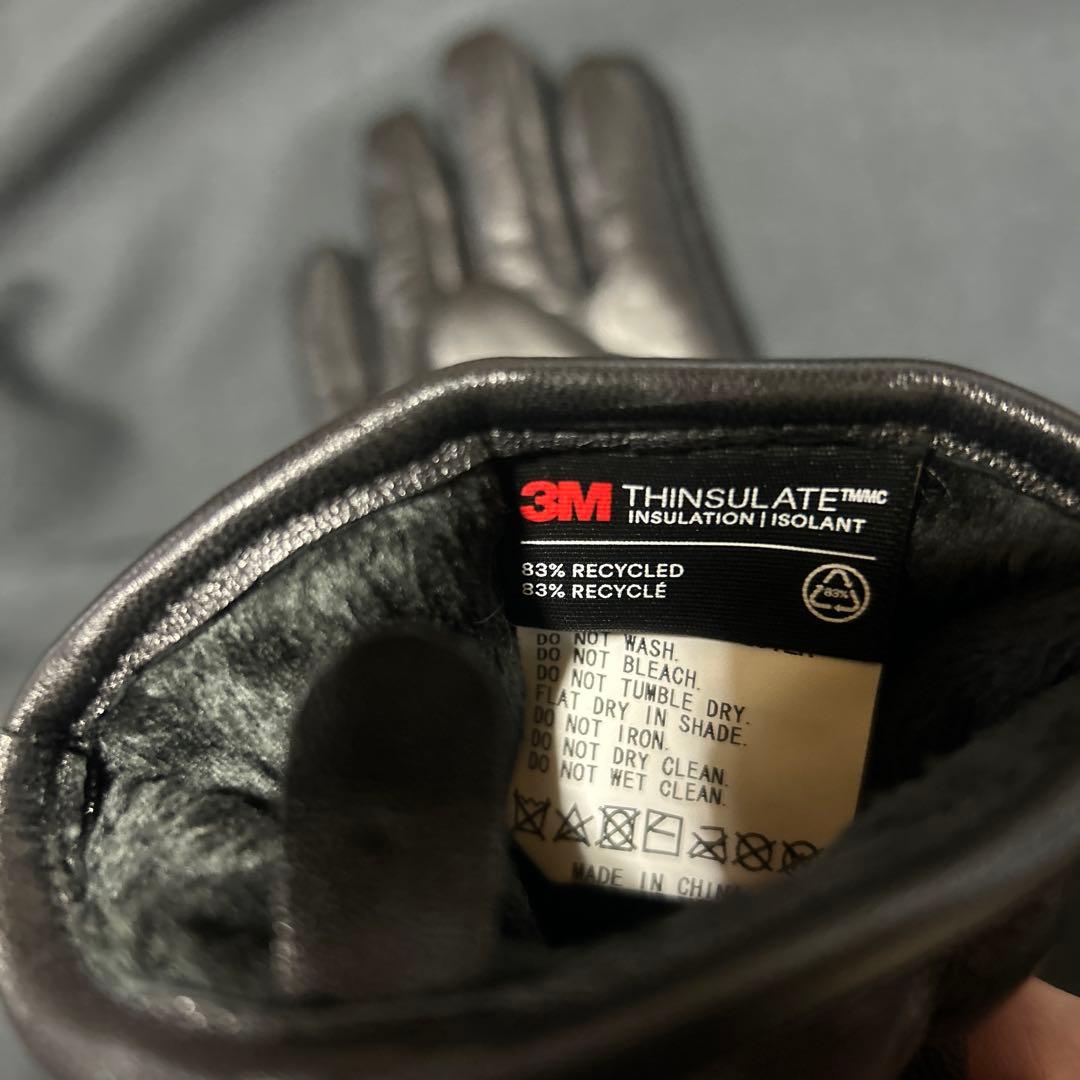 3M THINSULATE™/MC
INSULATION | ISOLANT
83% RECYCLED
83% RECYCLÉ
83%
DO NOT WASH.
DO NOT BLEACH.
DO NOT TUMBLE DRY.
FLAT DRY IN SHADE.
DO NOT IRON.
DO NOT DRY CLEAN.
DO NOT WET CLEAN.
MADE IN